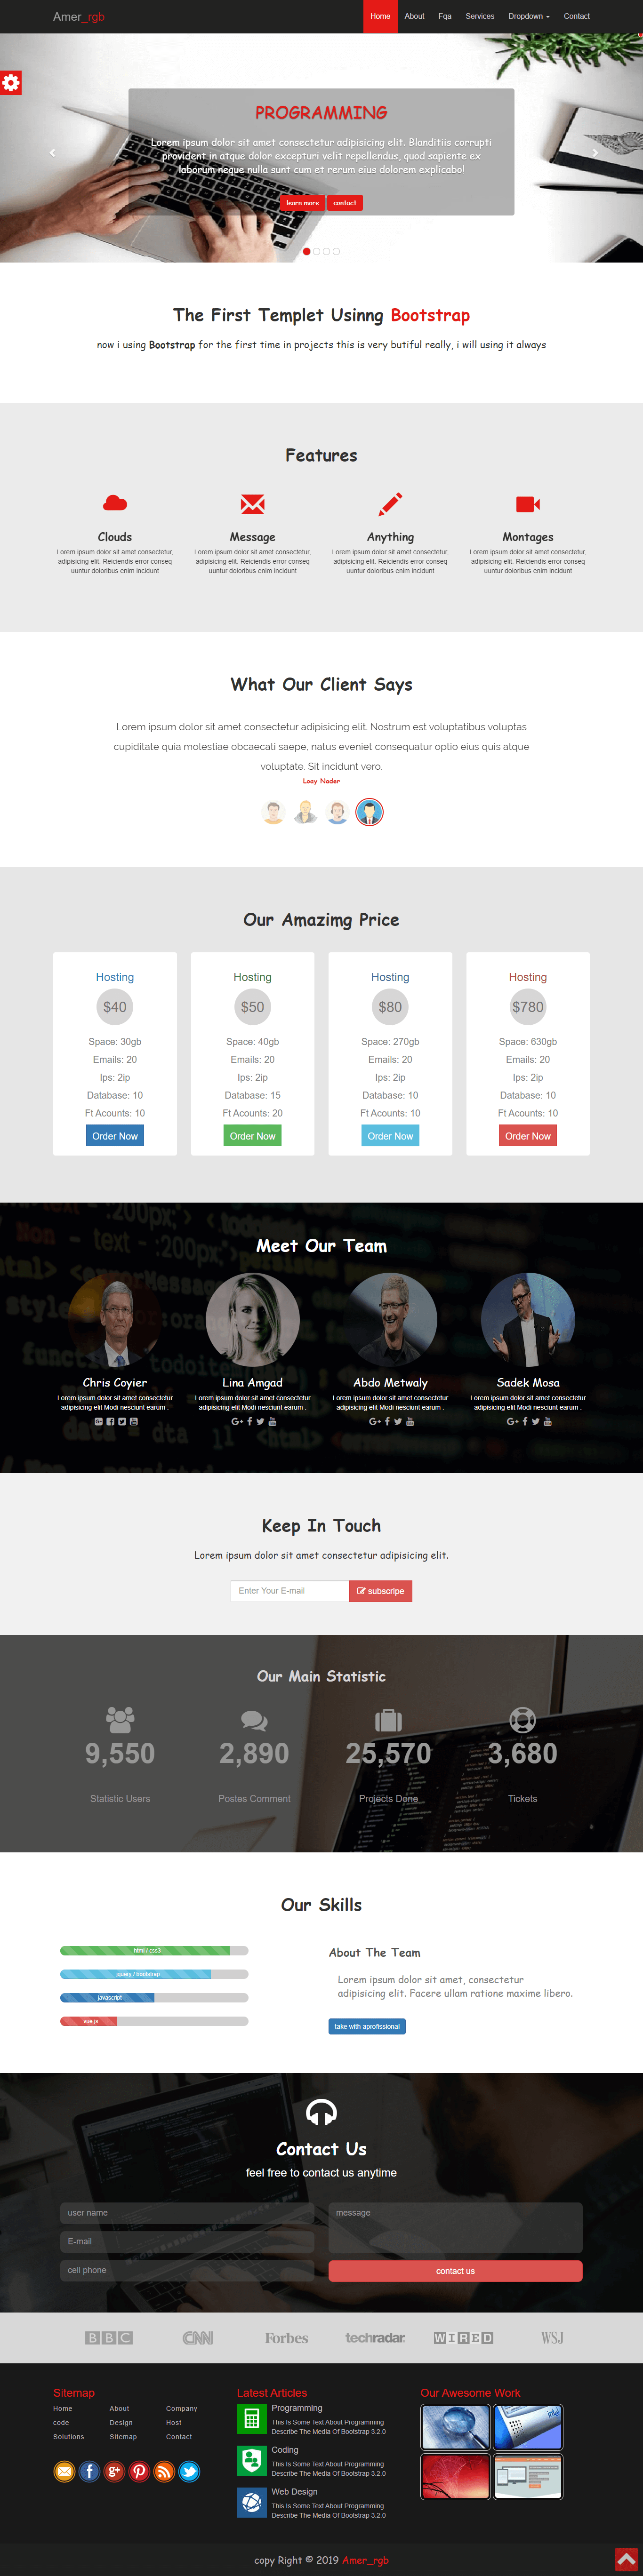 Amer_rgb Home About Fqa Services Dropdown Contact
PROGRAMMING
Lorem ipsum dolor sit amet consectetur adipisicing elit. Blanditiis corrupti
provident in atque dolor excepturi velit repellendus, quod sapiente ex
laborum neque nulla sunt cum et rerum eius dolorem explicabo!
learn more contact
The First Templet Usinng Bootstrap
now i using Bootstrap for the first time in projects this is very butiful really, i will using it always
Features
Clouds Message Anything Montages
Lorem ipsum dolor sit amet consectetur, Lorem ipsum dolor sit amet consectetur, Lorem ipsum dolor sit amet consectetur, Lorem ipsum dolor sit amet consectetur,
adipisicing elit. Reiciendis error conseq adipisicing elit. Reiciendis error conseq adipisicing elit. Reiciendis error conseq adipisicing elit. Reiciendis error conseq
uuntur doloribus enim incidunt uuntur doloribus enim incidunt uuntur doloribus enim incidunt uuntur doloribus enim incidunt
What Our Client Says
Lorem ipsum dolor sit amet consectetur adipisicing elit. Nostrum est voluptatibus voluptas
cupiditate quia molestiae obcaecati saepe, natus eveniet consequatur optio eius quis atque
voluptate. Sit incidunt vero.
Loay Nader
Our Amazimg Price
Hosting Hosting Hosting Hosting
$40 $50 $80 $780
Space: 30gb Space: 40gb Space: 270gb Space: 630gb
Emails: 20 Emails: 20 Emails: 20 Emails: 20
Ips: 2ip Ips: 2ip Ips: 2ip Ips: 2ip
Database: 10 Database: 15 Database: 10 Database: 10
Ft Acounts: 10 Ft Acounts: 20 Ft Acounts: 10 Ft Acounts: 10
Order Now Order Now Order Now Order Now
Meet Our Team
Chris Coyier Lina Amgad Abdo Metwaly Sadek Mosa
Lorem ipsum dolor sit amet consectetur Lorem ipsum dolor sit amet consectetur Lorem ipsum dolor sit amet consectetur Lorem ipsum dolor sit amet consectetur
adipisicing elit Modi nesciunt earum . adipisicing elit Modi nesciunt earum . adipisicing elit Modi nesciunt earum . adipisicing elit Modi nesciunt earum .
Keep In Touch
Lorem ipsum dolor sit amet consectetur adipisicing elit.
Enter Your E-mail subscripe
Our Main Statistic
9,550 2,890 25,570 3,680
Statistic Users Postes Comment Projects Done Tickets
Our Skills
html / css3
jquery / bootstrap
javascript
vue js
About The Team
Lorem ipsum dolor sit amet, consectetur
adipisicing elit. Facere ullam ratione maxime libero.
take with aprofissional
Contact Us
feel free to contact us anytime
user name message
E-mail
cell phone contact us
BBC CNN Forbes techradar. WIRED WSJ
Sitemap
Home About Company
code Design Host
Solutions Sitemap Contact
Latest Articles
Programming
This Is Some Text About Programming
Describe The Media Of Bootstrap 3.2.0
Coding
This Is Some Text About Programming
Describe The Media Of Bootstrap 3.2.0
Web Design
This Is Some Text About Programming
Describe The Media Of Bootstrap 3.2.0
Our Awesome Work
copy Right © 2019 Amer_rgb